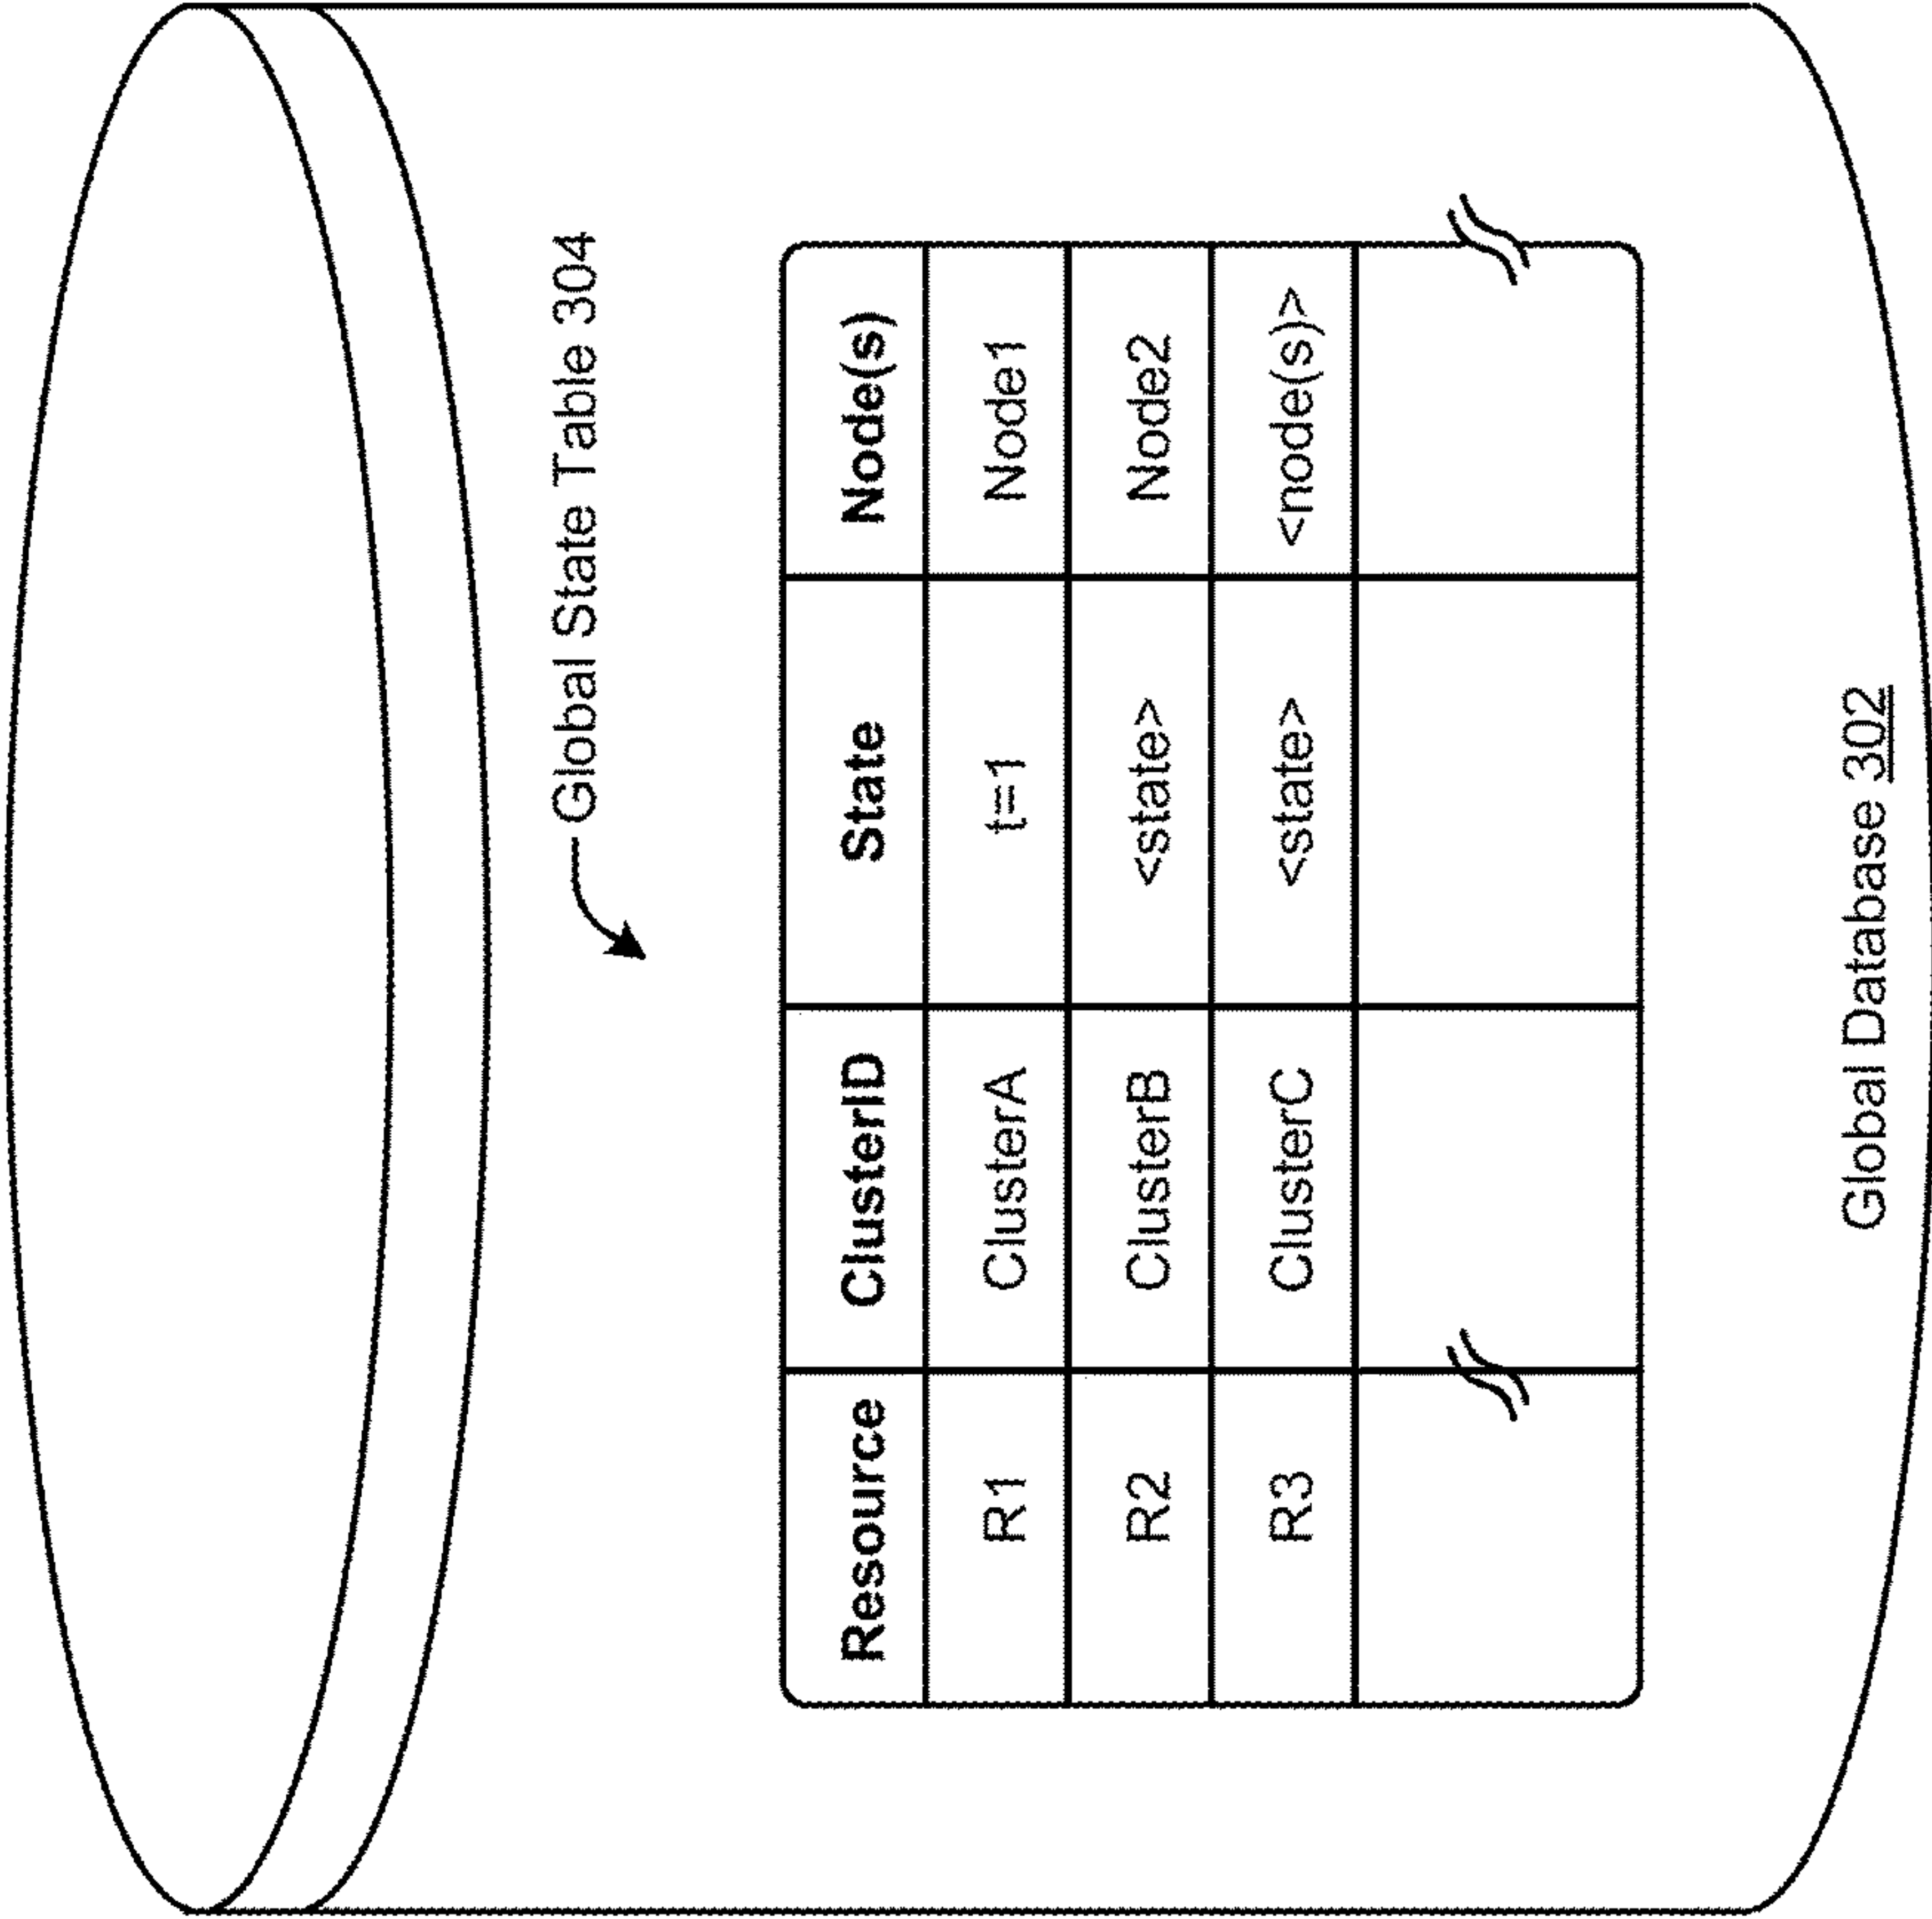 Global State Table 304
Resource ClusterID State Node(s)
R1 ClusterA t=1 Node1
R2 ClusterB <state> Node2
R3 ClusterC <state> <node(s)>
Global Database 302